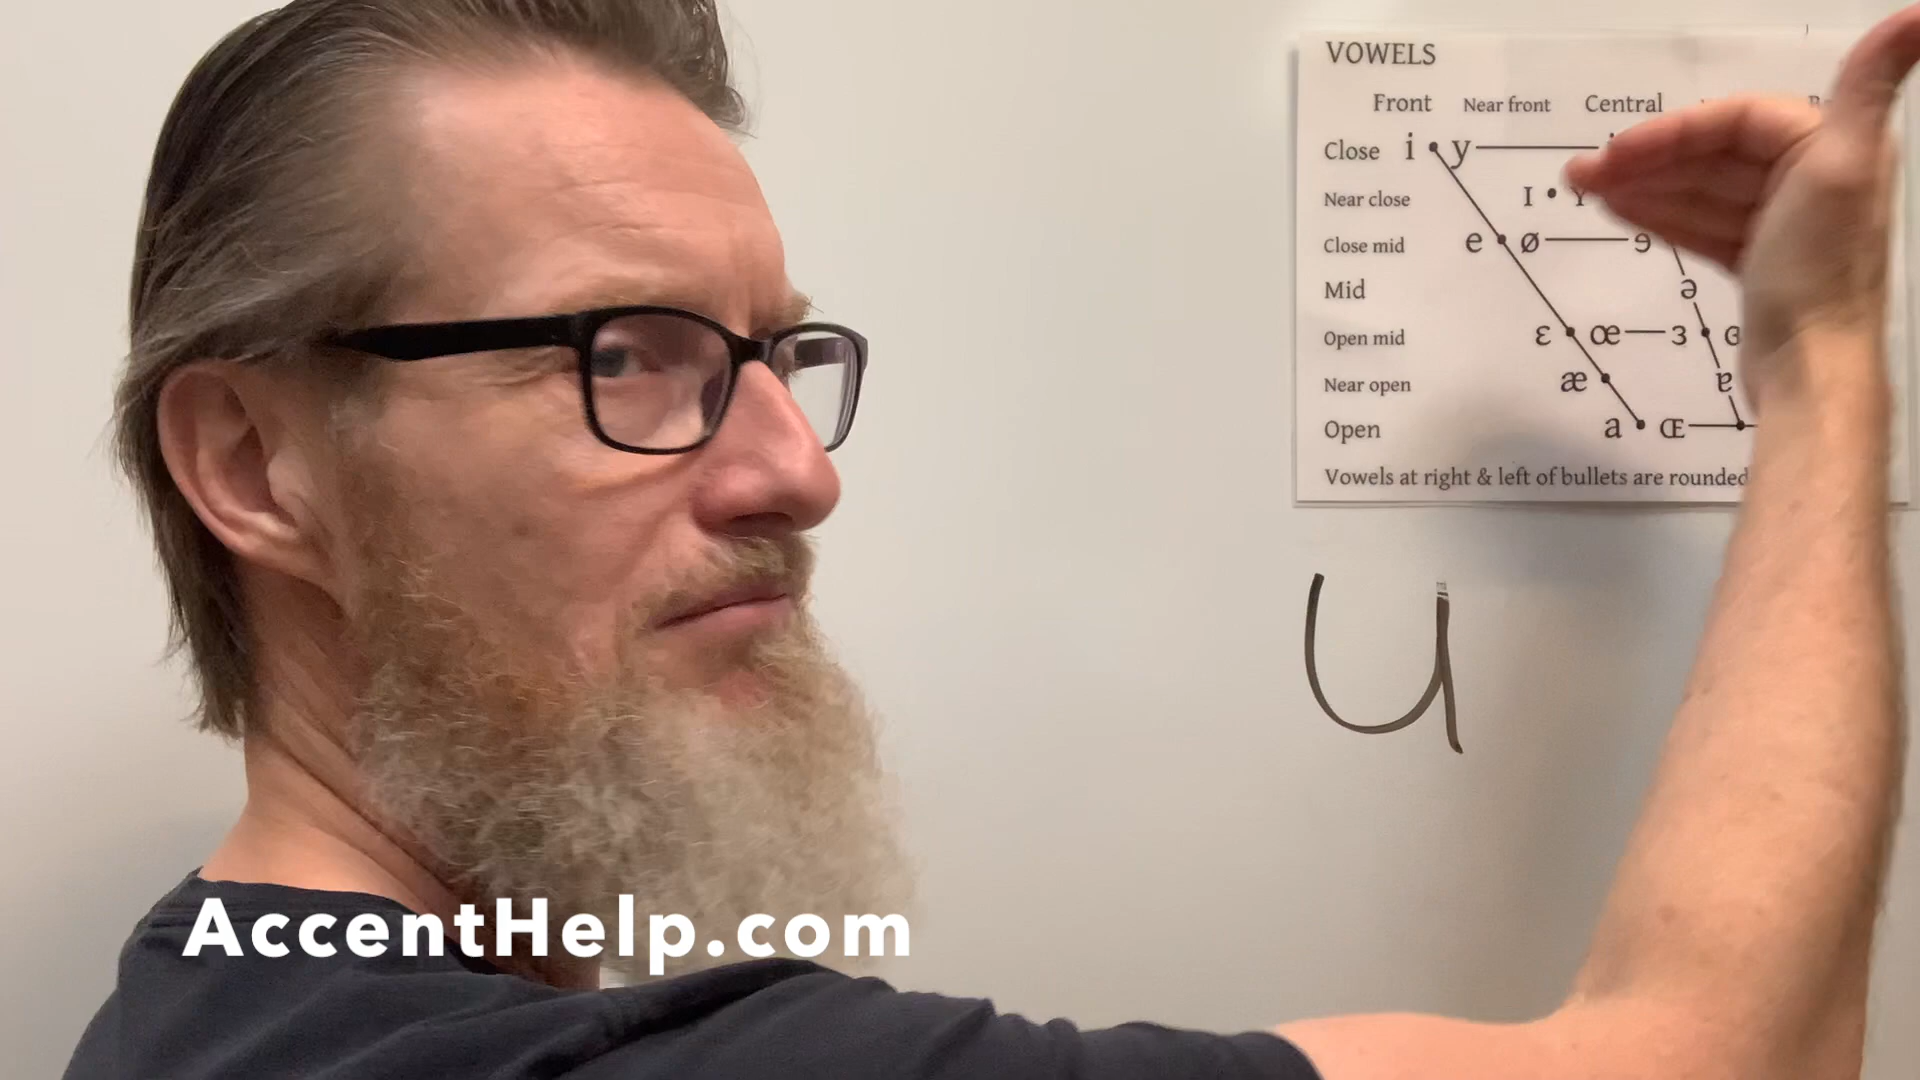 VOWELS
Front Near front Central
Close i y
Near close ɪ ʏ
Close mid e ø ɘ
Mid ə
Open mid ɛ œ ɜ ɞ
Near open æ ɐ
Open a ɶ
Vowels at right & left of bullets are rounded
u
AccentHelp.com